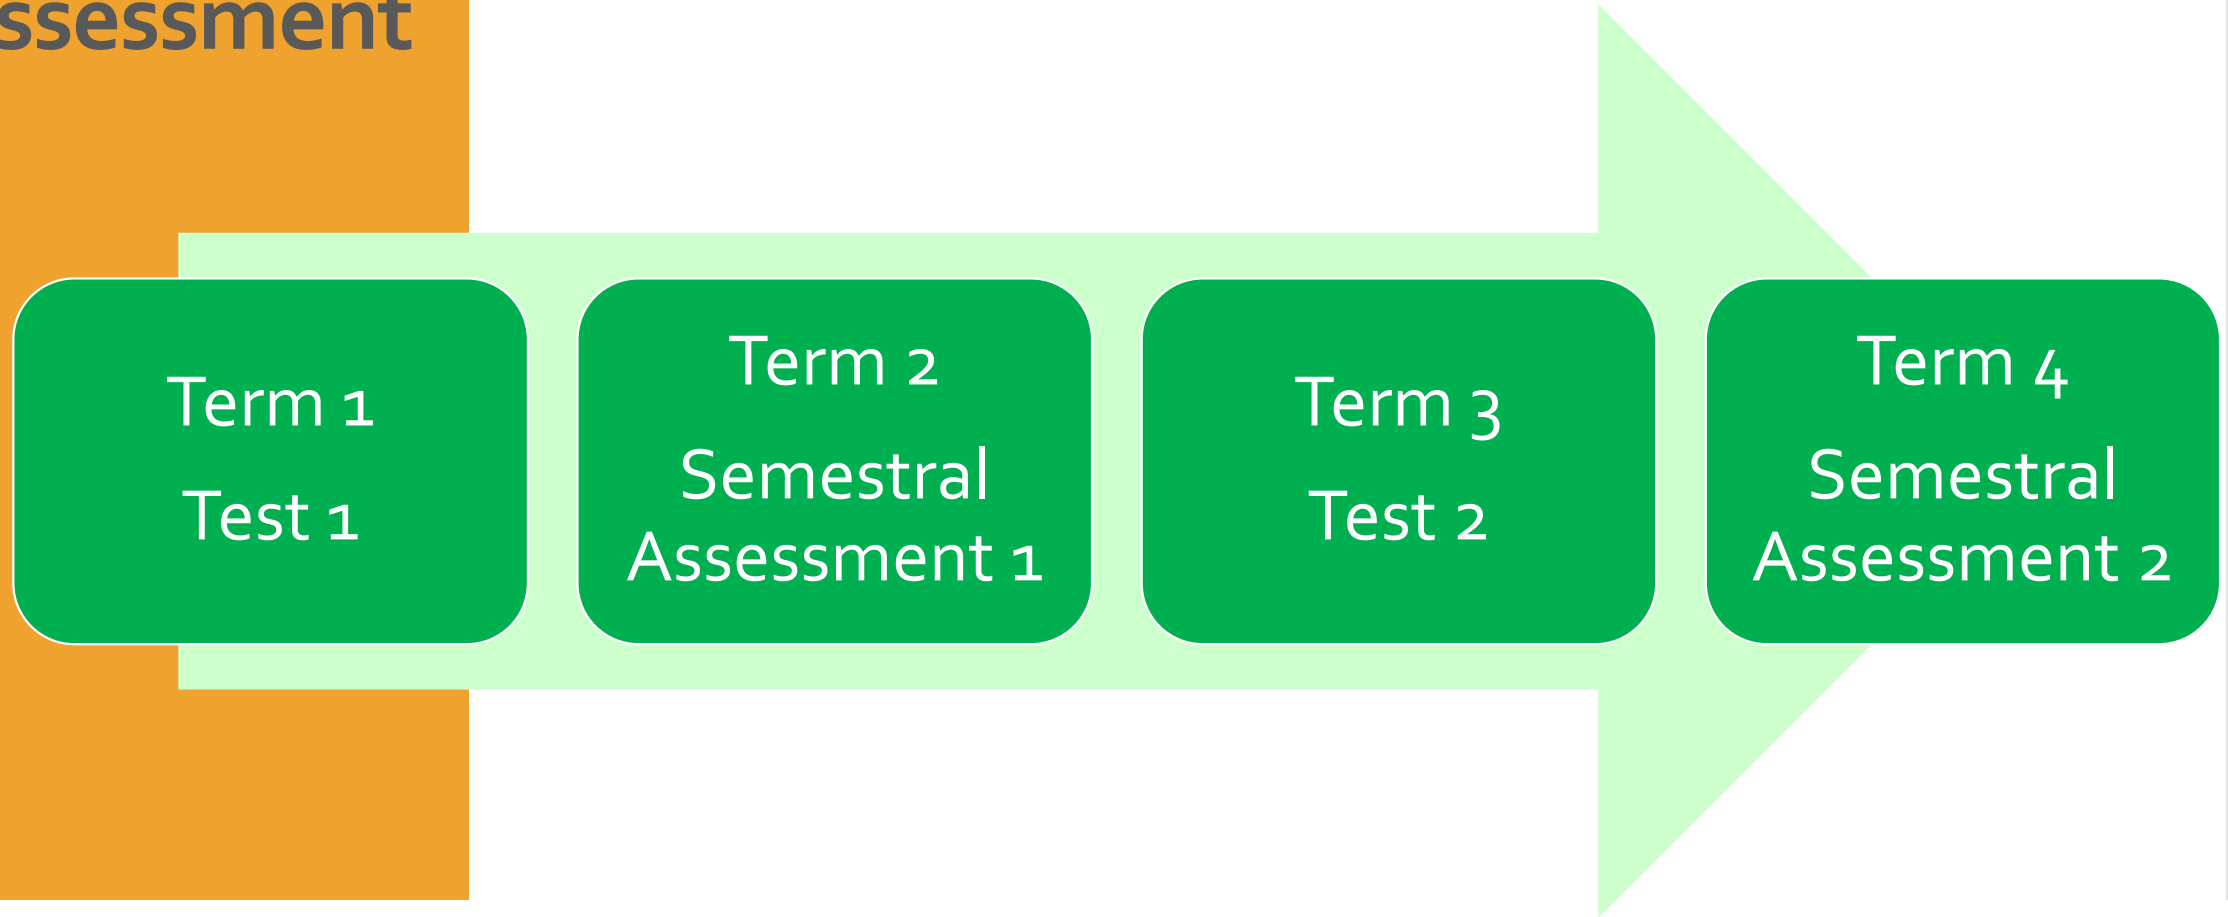 ssessment
Term 1
Test 1
Term 2
Semestral
Assessment 1
Term 3
Test 2
Term 4
Semestral
Assessment 2